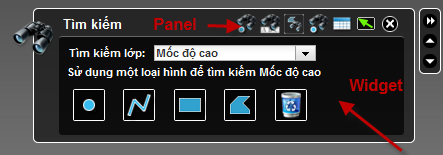 Tìm kiếm Panel
Tìm kiếm lớp: Mốc độ cao
Sử dụng một loại hình để tìm kiếm Mốc độ cao
Widget